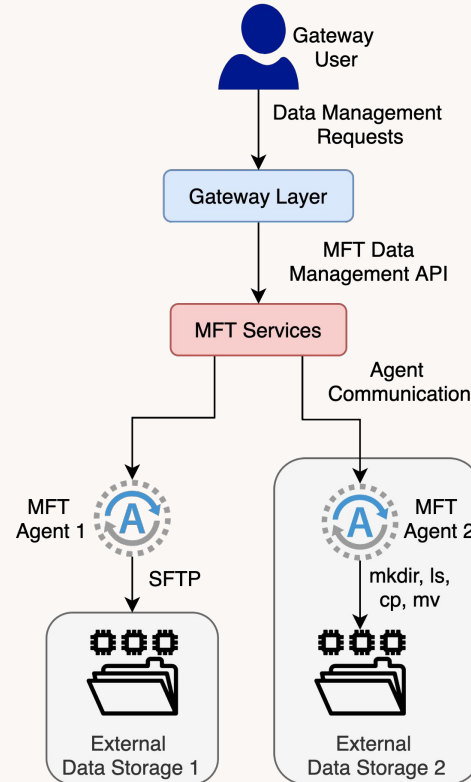 Gateway
User
Data Management
Requests
Gateway Layer
MFT Data
Management API
MFT Services
Agent
Communication
MFT
Agent 1
A
A
MFT
Agent 2
SFTP
mkdir, ls,
cp, mv
External
Data Storage 1
External
Data Storage 2